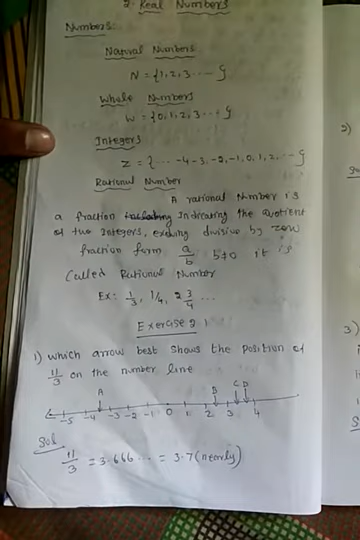 2. Real Numbers
Numbers:
Natural Numbers
N = {1, 2, 3 ... }
Whole Numbers
W = {0, 1, 2, 3 ... }
Integers
Z = { ... -4 -3, -2, -1, 0, 1, 2, ... }
Rational Number
A rational Number is
a fraction indicating the quotient
of two Integers, divisive by zero
fraction form a/b b≠0 it is
Called Rational Number
Ex: 1/3, 1/4, 2 3/4 ...
Exercise 2.1
1) which arrow best shows the position of
11/3 on the number line
A B C D
-5 -4 -3 -2 -1 0 1 2 3 4
Sol
11/3 = 3.666... = 3.7 (nearly)
2)
3)